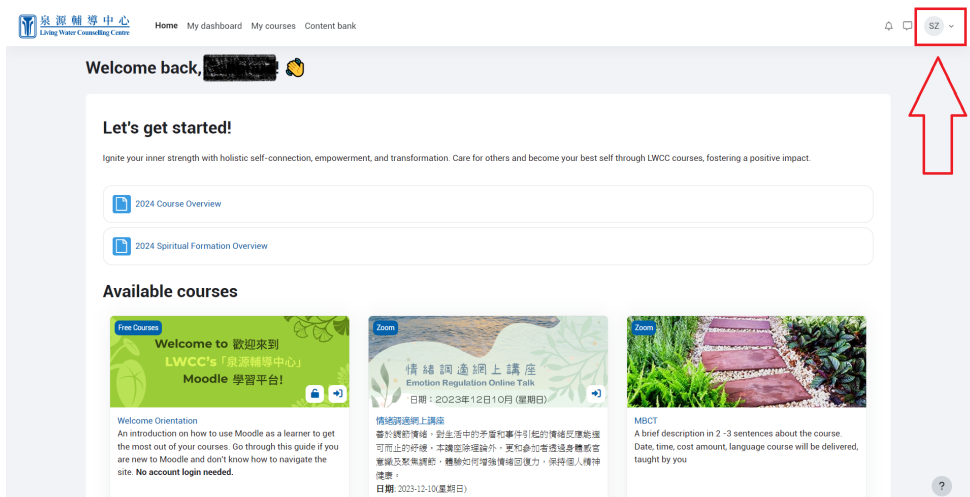 泉源輔導中心
Living Water Counselling Centre
Home My dashboard My courses Content bank
SZ
Welcome back, !
Let's get started!
Ignite your inner strength with holistic self-connection, empowerment, and transformation. Care for others and become your best self through LWCC courses, fostering a positive impact.
2024 Course Overview
2024 Spiritual Formation Overview
Available courses
Free Courses
Welcome to 歡迎來到
LWCC's「泉源輔導中心」
Moodle 學習平台!
Welcome Orientation
An introduction on how to use Moodle as a learner to get
the most out of your courses. Go through this guide if you
are new to Moodle and don't know how to navigate the
site. No account login needed.
Zoom
情緒調適網上講座
Emotion Regulation Online Talk
日期：2023年12日10月 (星期日)
情緒調適網上講座
善於調節情緒，對生活中的矛盾和事件引起的情緒反應能適
可而止的紓緩。本講座除理論外，更和參加者透過身體感官
意識及緊焦調節，體驗如何增強情緒回復力，保持個人精神
健康。
日期: 2023-12-10(星期日)
Zoom
MBCT
A brief description in 2 -3 sentences about the course.
Date, time, cost amount, language course will be delivered,
taught by you
?